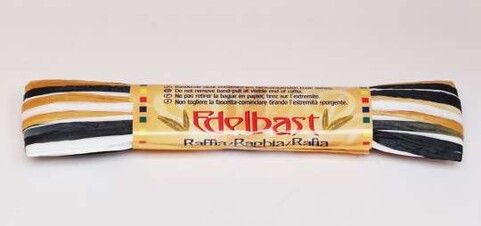 Do not remove band-pull at visible end of raffia.
Ne pas retirer la bague en papier, tirez sur l'extremite.
Non togliere la fascetta-cominciare tirando l'estremità sporgente.
Edelbast
Raffia/Raphia/Rafia